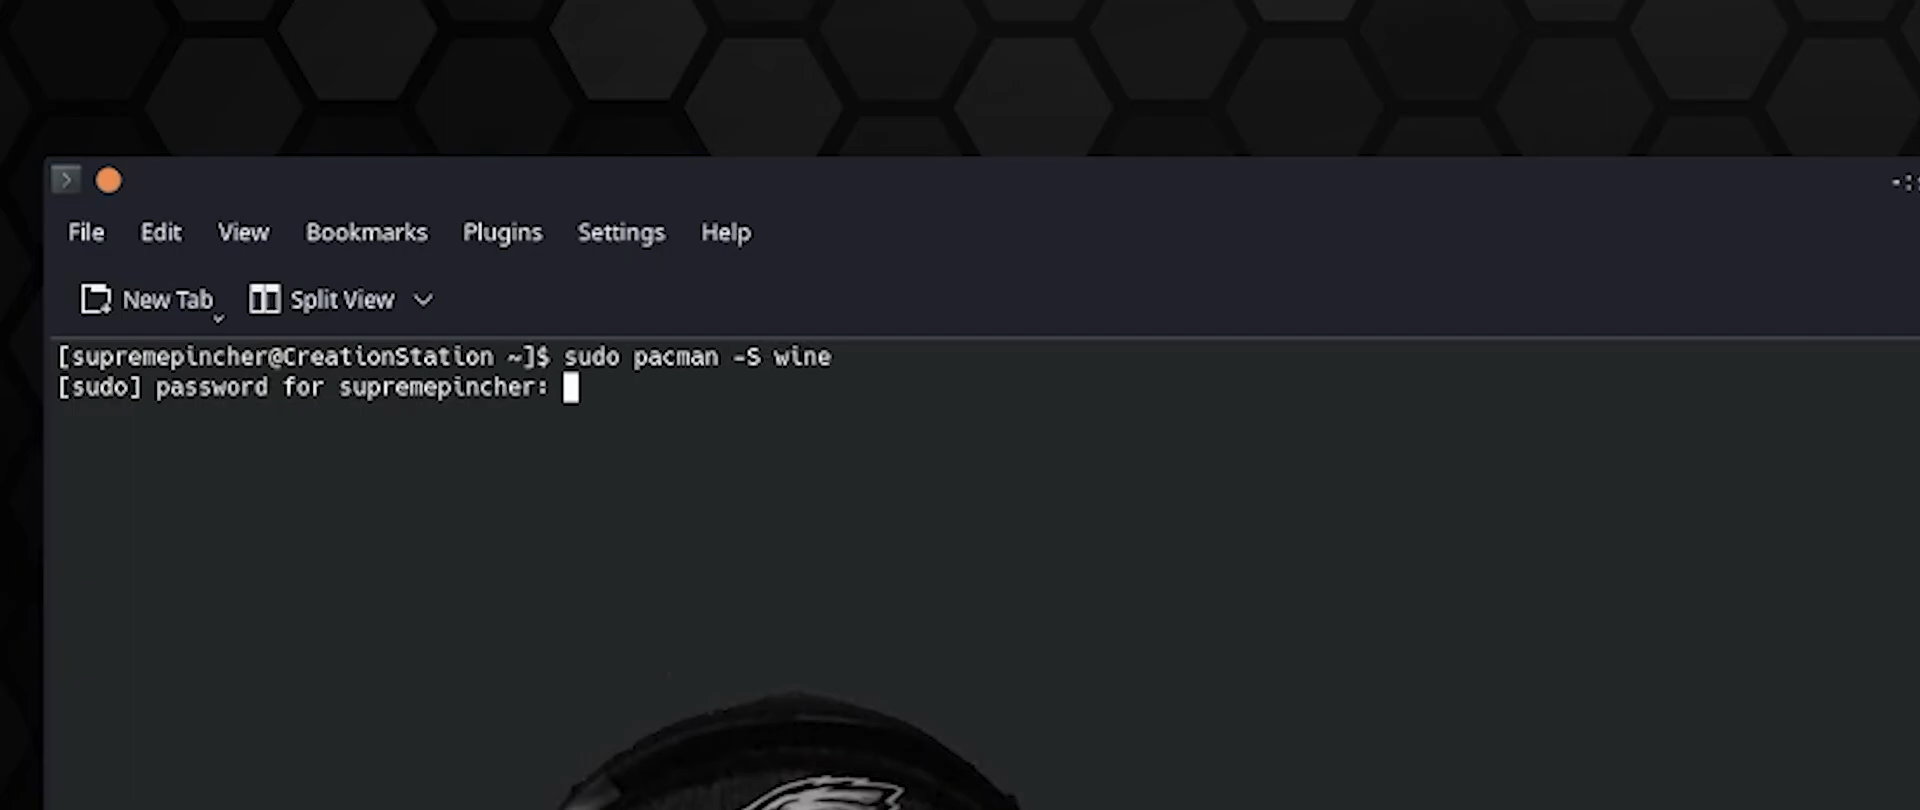 File Edit View Bookmarks Plugins Settings Help
New Tab Split View
[supremepincher@CreationStation ~]$ sudo pacman -S wine
[sudo] password for supremepincher: